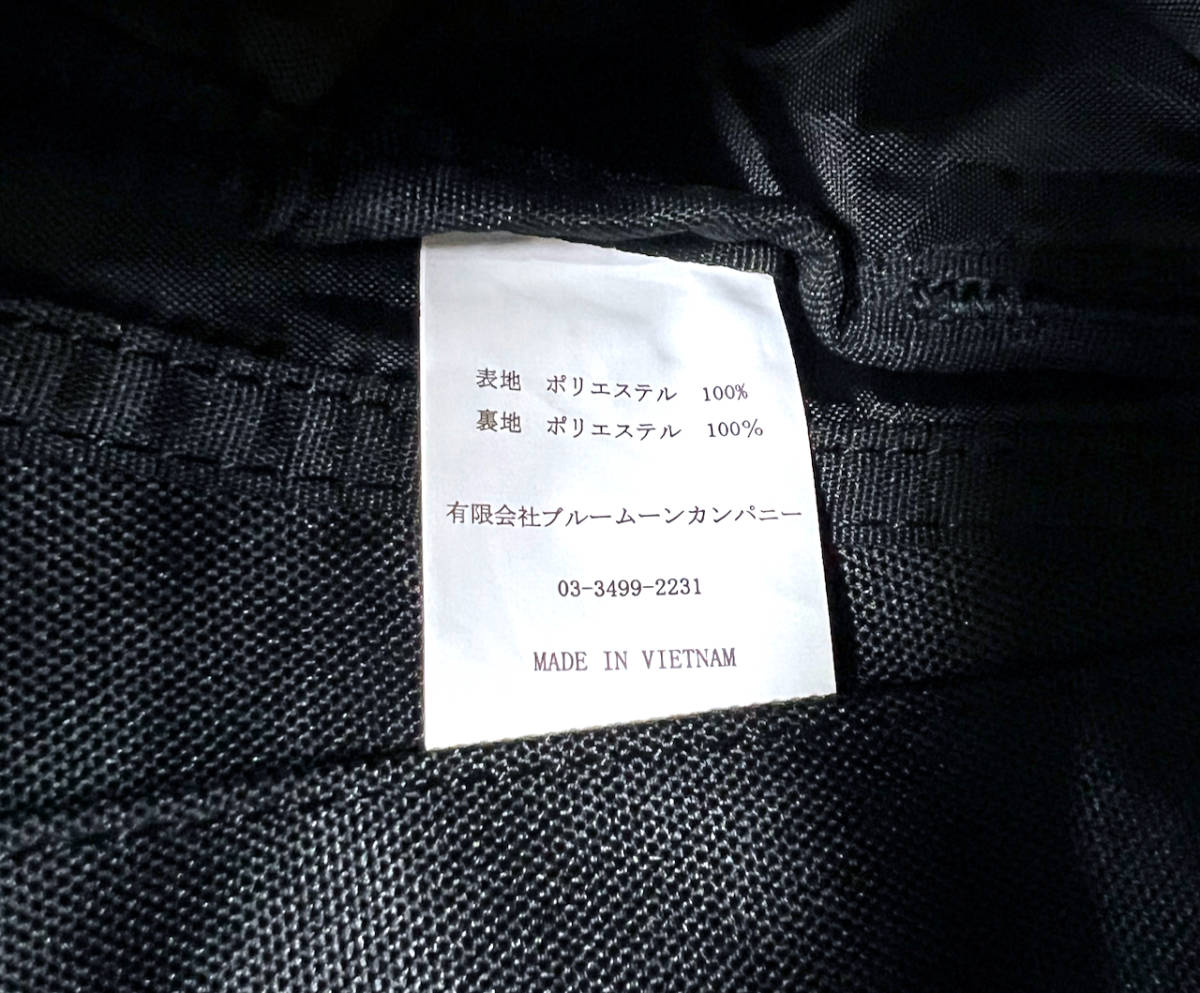 表地 ポリエステル 100%
裏地 ポリエステル 100%
有限会社ブルームーンカンパニー
03-3499-2231
MADE IN VIETNAM